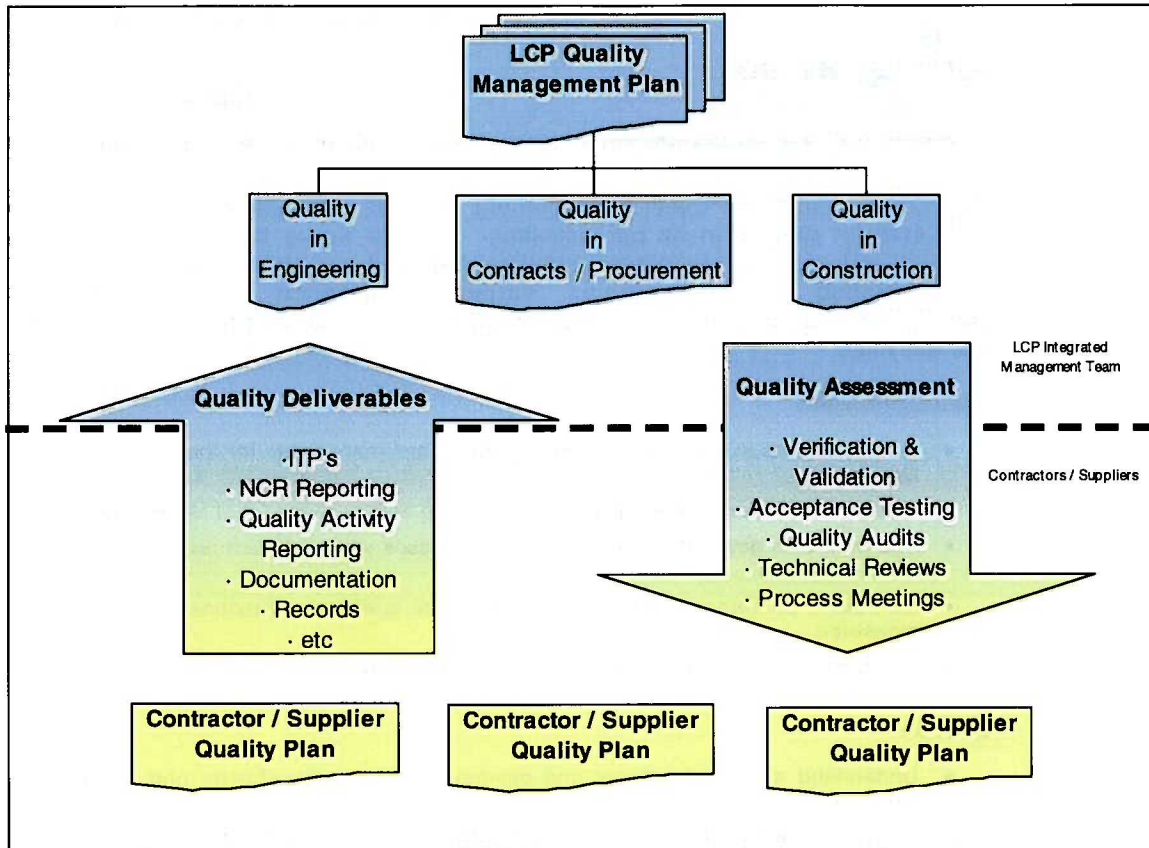 LCP Quality
Management Plan
Quality
in
Engineering
Quality
in
Contracts / Procurement
Quality
in
Construction
LCP Integrated
Management Team
Quality Deliverables
· ITP's
· NCR Reporting
· Quality Activity
Reporting
· Documentation
· Records
· etc
Quality Assessment
· Verification &
Validation
· Acceptance Testing
· Quality Audits
· Technical Reviews
· Process Meetings
Contractors / Suppliers
Contractor / Supplier
Quality Plan
Contractor / Supplier
Quality Plan
Contractor / Supplier
Quality Plan